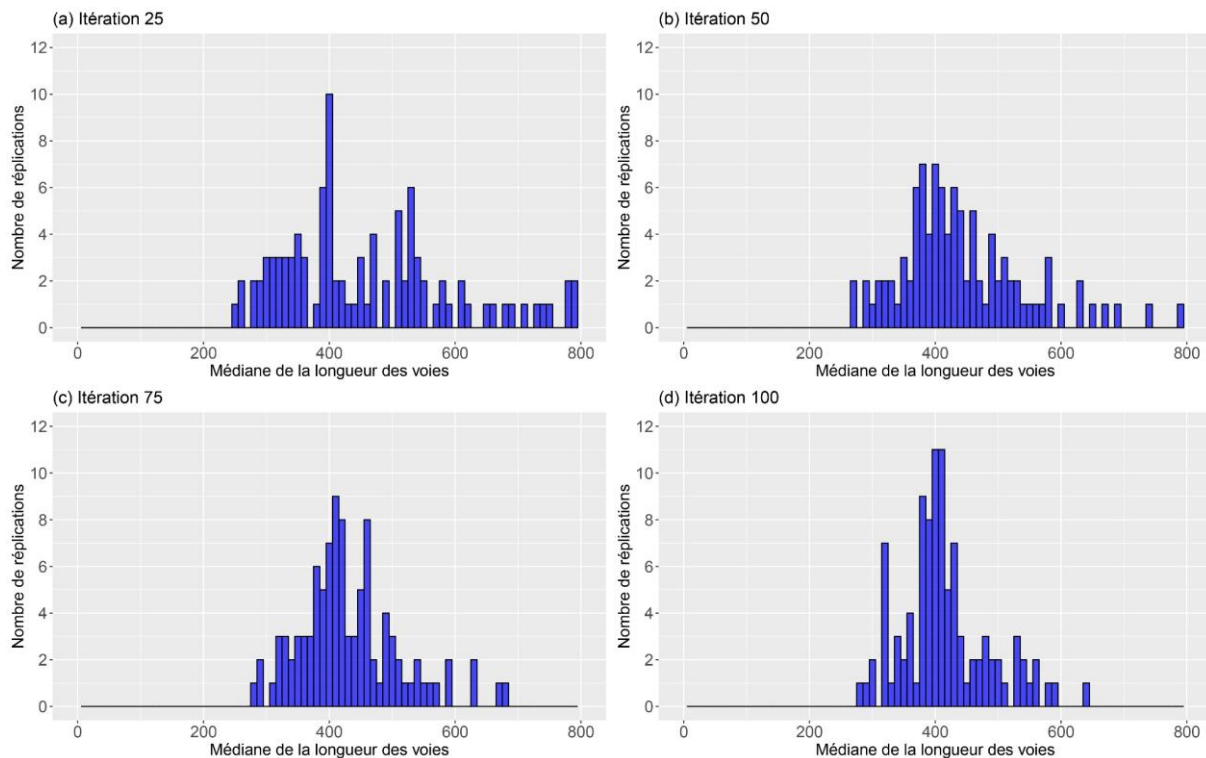 (a) Itération 25
12
10
8
6
4
2
0
Nombre de réplications
0 200 400 600 800
Médiane de la longueur des voies
(b) Itération 50
12
10
8
6
4
2
0
Nombre de réplications
0 200 400 600 800
Médiane de la longueur des voies
(c) Itération 75
12
10
8
6
4
2
0
Nombre de réplications
0 200 400 600 800
Médiane de la longueur des voies
(d) Itération 100
12
10
8
6
4
2
0
Nombre de réplications
0 200 400 600 800
Médiane de la longueur des voies